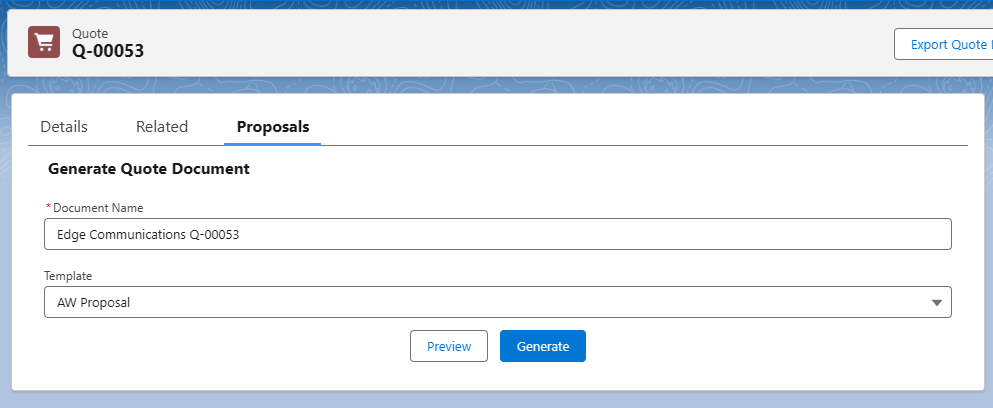 Quote
Q-00053
Export Quote
Details Related Proposals
Generate Quote Document
* Document Name
Edge Communications Q-00053
Template
AW Proposal
Preview Generate